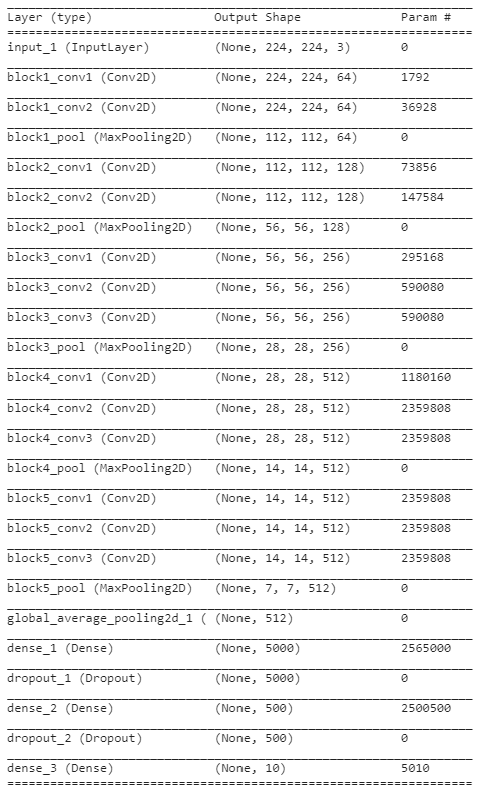 Layer (type) Output Shape Param #
input_1 (InputLayer) (None, 224, 224, 3) 0
block1_conv1 (Conv2D) (None, 224, 224, 64) 1792
block1_conv2 (Conv2D) (None, 224, 224, 64) 36928
block1_pool (MaxPooling2D) (None, 112, 112, 64) 0
block2_conv1 (Conv2D) (None, 112, 112, 128) 73856
block2_conv2 (Conv2D) (None, 112, 112, 128) 147584
block2_pool (MaxPooling2D) (None, 56, 56, 128) 0
block3_conv1 (Conv2D) (None, 56, 56, 256) 295168
block3_conv2 (Conv2D) (None, 56, 56, 256) 590080
block3_conv3 (Conv2D) (None, 56, 56, 256) 590080
block3_pool (MaxPooling2D) (None, 28, 28, 256) 0
block4_conv1 (Conv2D) (None, 28, 28, 512) 1180160
block4_conv2 (Conv2D) (None, 28, 28, 512) 2359808
block4_conv3 (Conv2D) (None, 28, 28, 512) 2359808
block4_pool (MaxPooling2D) (None, 14, 14, 512) 0
block5_conv1 (Conv2D) (None, 14, 14, 512) 2359808
block5_conv2 (Conv2D) (None, 14, 14, 512) 2359808
block5_conv3 (Conv2D) (None, 14, 14, 512) 2359808
block5_pool (MaxPooling2D) (None, 7, 7, 512) 0
global_average_pooling2d_1 ( (None, 512) 0
dense_1 (Dense) (None, 5000) 2565000
dropout_1 (Dropout) (None, 5000) 0
dense_2 (Dense) (None, 500) 2500500
dropout_2 (Dropout) (None, 500) 0
dense_3 (Dense) (None, 10) 5010